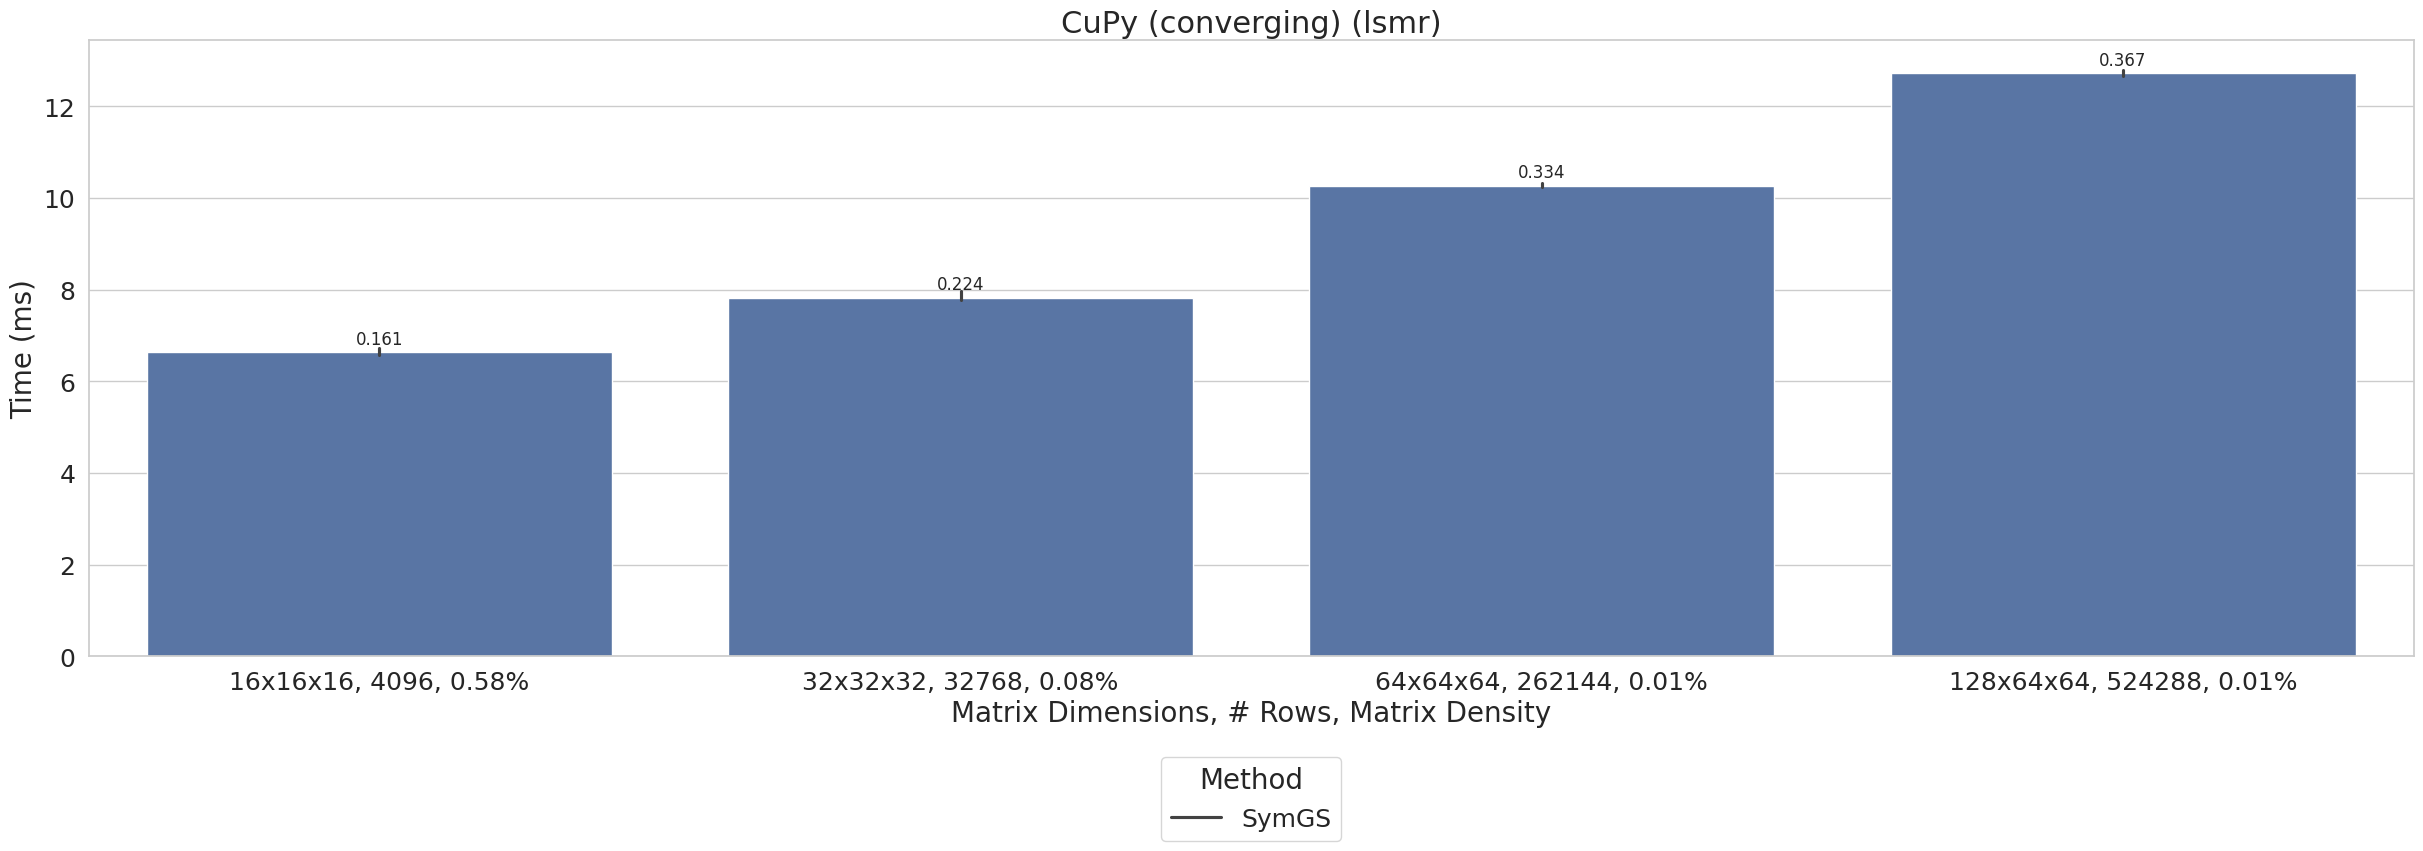 CuPy (converging) (lsmr)
Time (ms)
12
10
8
6
4
2
0
0.161
0.224
0.334
0.367
16x16x16, 4096, 0.58%
32x32x32, 32768, 0.08%
64x64x64, 262144, 0.01%
128x64x64, 524288, 0.01%
Matrix Dimensions, # Rows, Matrix Density
Method
SymGS